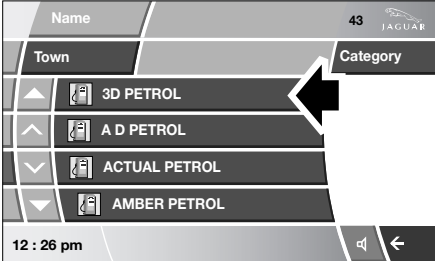 Name
43
JAGUAR
Town
Category
3D PETROL
A D PETROL
ACTUAL PETROL
AMBER PETROL
12 : 26 pm